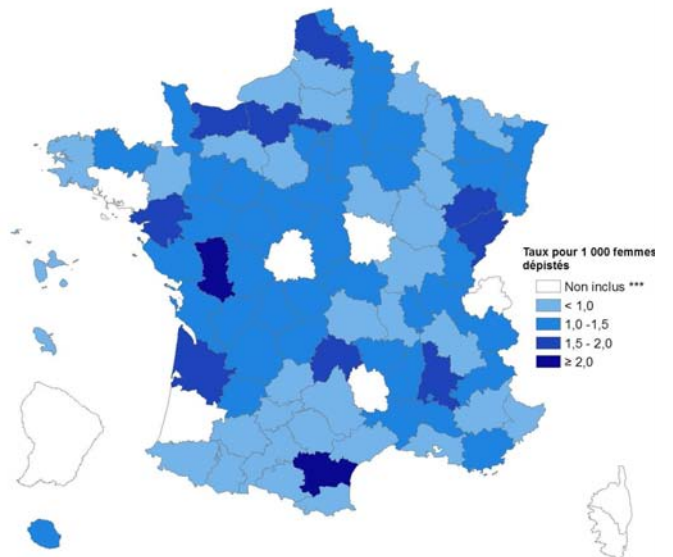 Taux pour 1 000 femmes
dépistés
Non inclus ***
< 1,0
1,0 -1,5
1,5 - 2,0
≥ 2,0